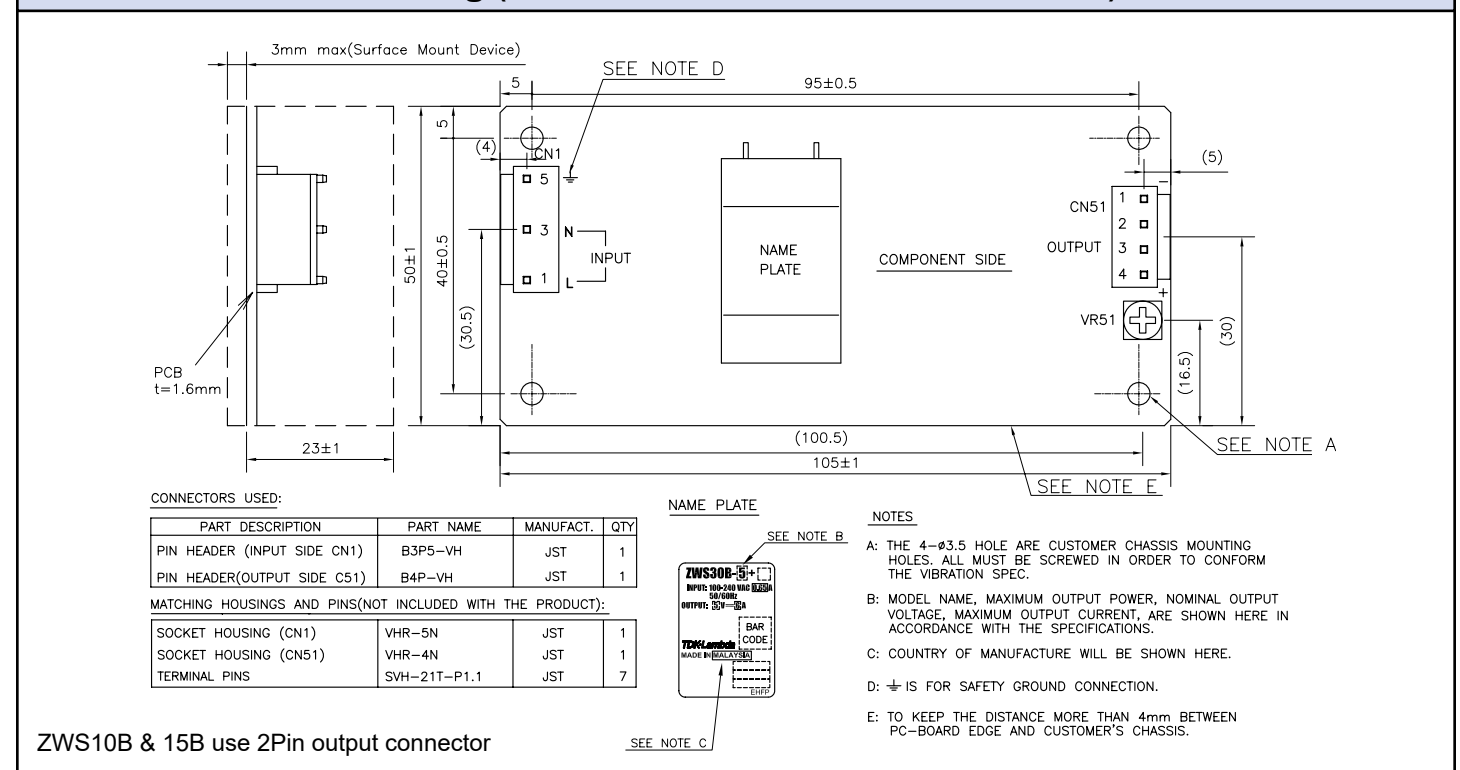 3mm max(Surface Mount Device)
SEE NOTE D
5
95±0.5
5
(4)
CN1
5
3 N
INPUT
1 L
50±1
40±0.5
(30.5)
NAME
PLATE
COMPONENT SIDE
(5)
−
CN51
1
2
OUTPUT
3
4
+
VR51
(30)
(16.5)
PCB
t=1.6mm
23±1
(100.5)
105±1
SEE NOTE A
SEE NOTE E
CONNECTORS USED:
PART DESCRIPTION PART NAME MANUFACT. QTY
PIN HEADER (INPUT SIDE CN1) B3P5-VH JST 1
PIN HEADER(OUTPUT SIDE C51) B4P-VH JST 1
MATCHING HOUSINGS AND PINS(NOT INCLUDED WITH THE PRODUCT):
SOCKET HOUSING (CN1) VHR-5N JST 1
SOCKET HOUSING (CN51) VHR-4N JST 1
TERMINAL PINS SVH-21T-P1.1 JST 7
ZWS10B & 15B use 2Pin output connector
NAME PLATE
SEE NOTE B
ZWS30B-5+
INPUT: 100-240 VAC 0.65A
50/60Hz
OUTPUT: V A
BAR
CODE
TDK-Lambda
MADE IN MALAYSIA
EHFP
SEE NOTE C
NOTES
A: THE 4-ø3.5 HOLE ARE CUSTOMER CHASSIS MOUNTING
HOLES. ALL MUST BE SCREWED IN ORDER TO CONFORM
THE VIBRATION SPEC.
B: MODEL NAME, MAXIMUM OUTPUT POWER, NOMINAL OUTPUT
VOLTAGE, MAXIMUM OUTPUT CURRENT, ARE SHOWN HERE IN
ACCORDANCE WITH THE SPECIFICATIONS.
C: COUNTRY OF MANUFACTURE WILL BE SHOWN HERE.
D: ⏚ IS FOR SAFETY GROUND CONNECTION.
E: TO KEEP THE DISTANCE MORE THAN 4mm BETWEEN
PC-BOARD EDGE AND CUSTOMER'S CHASSIS.